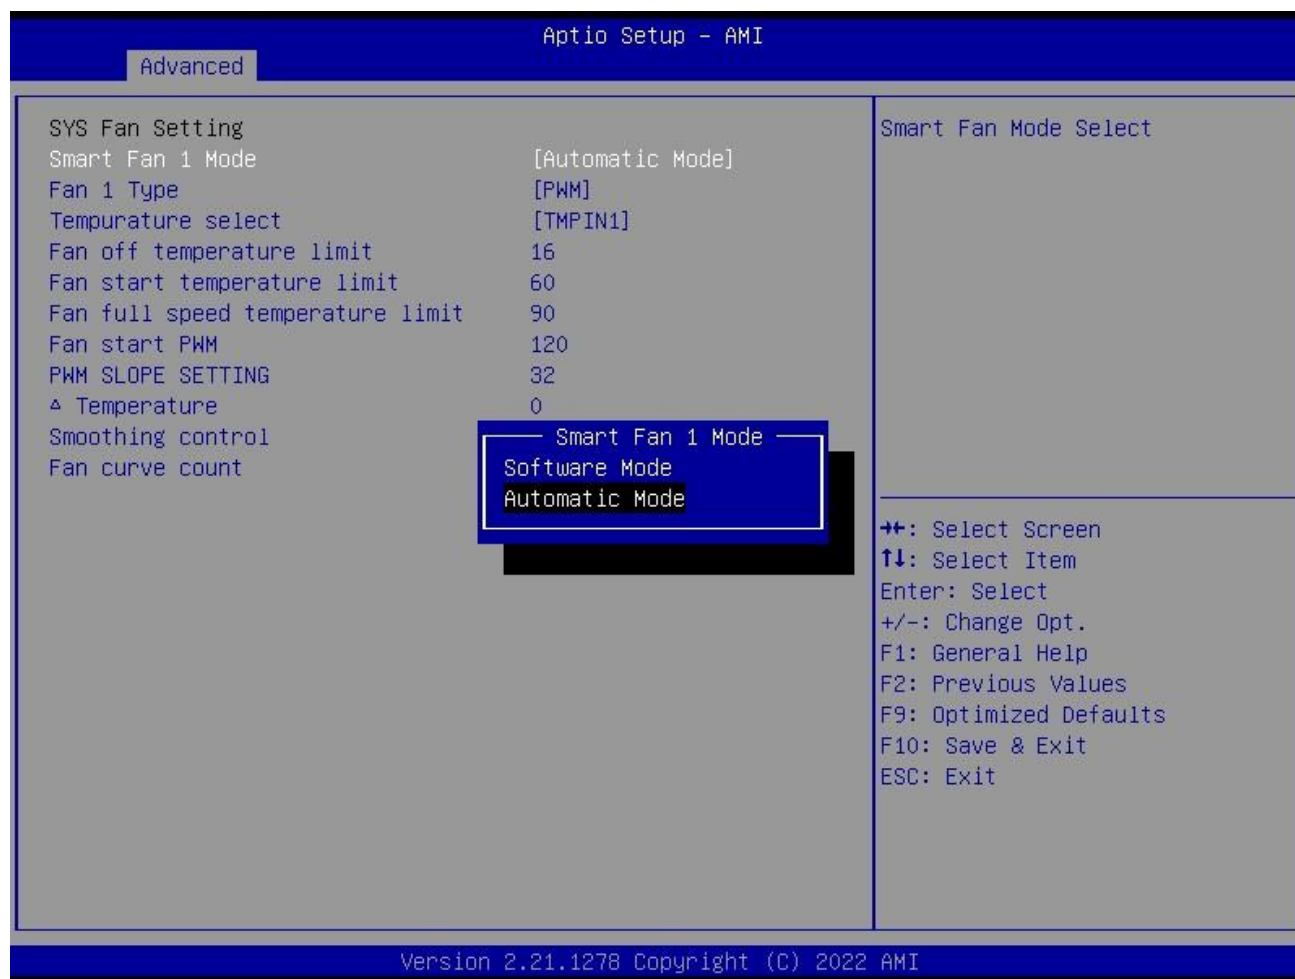 Aptio Setup – AMI
Advanced
SYS Fan Setting
Smart Fan 1 Mode [Automatic Mode]
Fan 1 Type [PWM]
Tempurature select [TMPIN1]
Fan off temperature limit 16
Fan start temperature limit 60
Fan full speed temperature limit 90
Fan start PWM 120
PWM SLOPE SETTING 32
▵ Temperature 0
Smoothing control
Fan curve count
Smart Fan 1 Mode
Software Mode
Automatic Mode
Smart Fan Mode Select
→←: Select Screen
↑↓: Select Item
Enter: Select
+/-: Change Opt.
F1: General Help
F2: Previous Values
F9: Optimized Defaults
F10: Save & Exit
ESC: Exit
Version 2.21.1278 Copyright (C) 2022 AMI